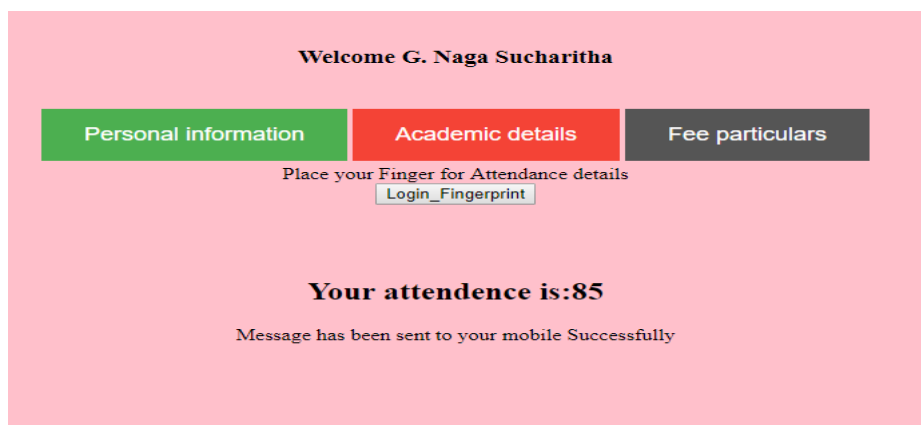 Welcome G. Naga Sucharitha
Personal information Academic details Fee particulars
Place your Finger for Attendance details
Login_Fingerprint
Your attendence is:85
Message has been sent to your mobile Successfully